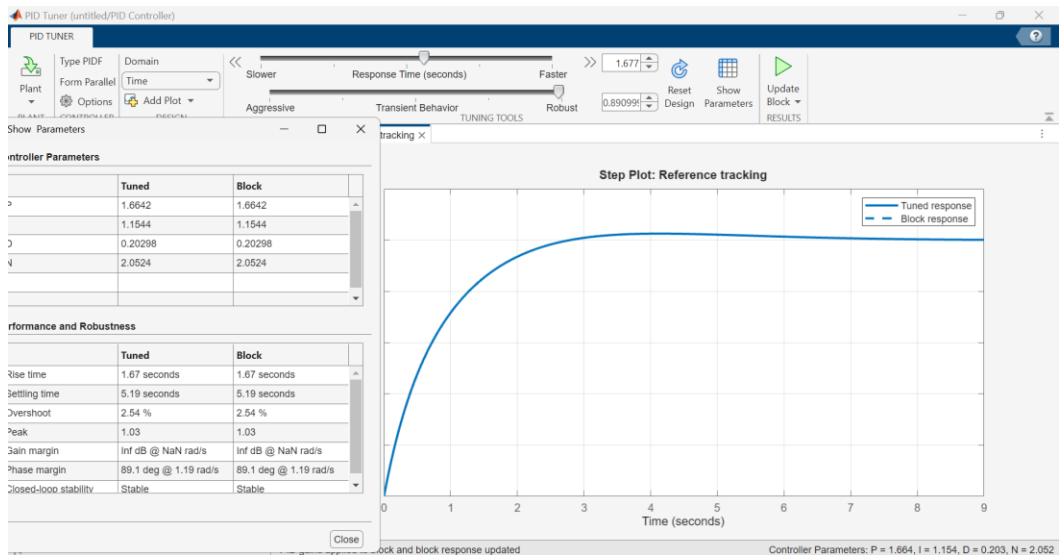 PID Tuner (untitled/PID Controller)
PID TUNER
Plant
Type PIDF
Form Parallel
Options
Domain
Time
Add Plot
Slower
Response Time (seconds)
Faster
Aggressive
Transient Behavior
Robust
1.677
0.89099
Reset
Design
Show
Parameters
Update
Block
PLANT CONTROLLER DESIGN TUNING TOOLS RESULTS
Show Parameters
tracking
ontroller Parameters
Tuned Block
P 1.6642 1.6642
1.1544 1.1544
D 0.20298 0.20298
N 2.0524 2.0524
rformance and Robustness
Tuned Block
Rise time 1.67 seconds 1.67 seconds
Settling time 5.19 seconds 5.19 seconds
Overshoot 2.54 % 2.54 %
Peak 1.03 1.03
Gain margin Inf dB @ NaN rad/s Inf dB @ NaN rad/s
Phase margin 89.1 deg @ 1.19 rad/s 89.1 deg @ 1.19 rad/s
Closed-loop stability Stable Stable
Close
Step Plot: Reference tracking
Tuned response
Block response
0 1 2 3 4 5 6 7 8 9
Time (seconds)
block and block response updated
Controller Parameters: P = 1.664, I = 1.154, D = 0.203, N = 2.052